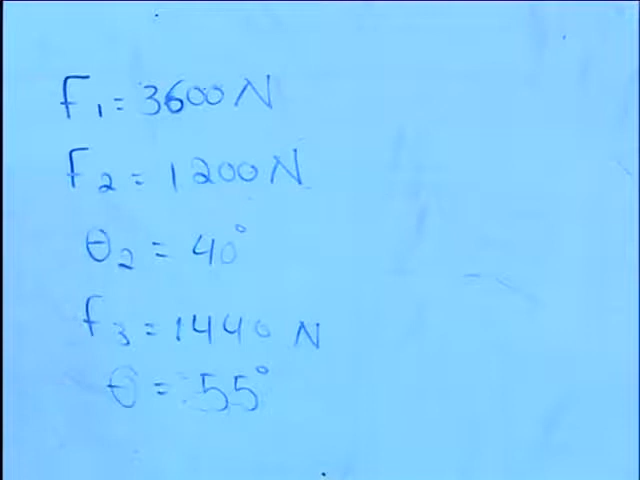 F₁ = 3600 N
F₂ = 1200 N
θ₂ = 40°
f₃ = 1440 N
θ = 55°